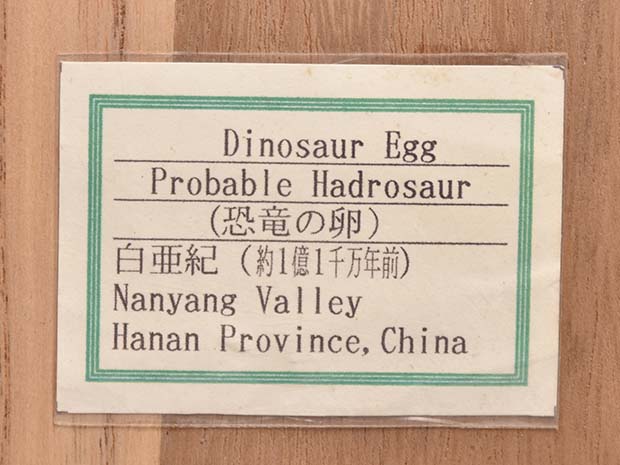 Dinosaur Egg
Probable Hadrosaur
(恐竜の卵)
白亜紀(約1億1千万年前)
Nanyang Valley
Hanan Province, China